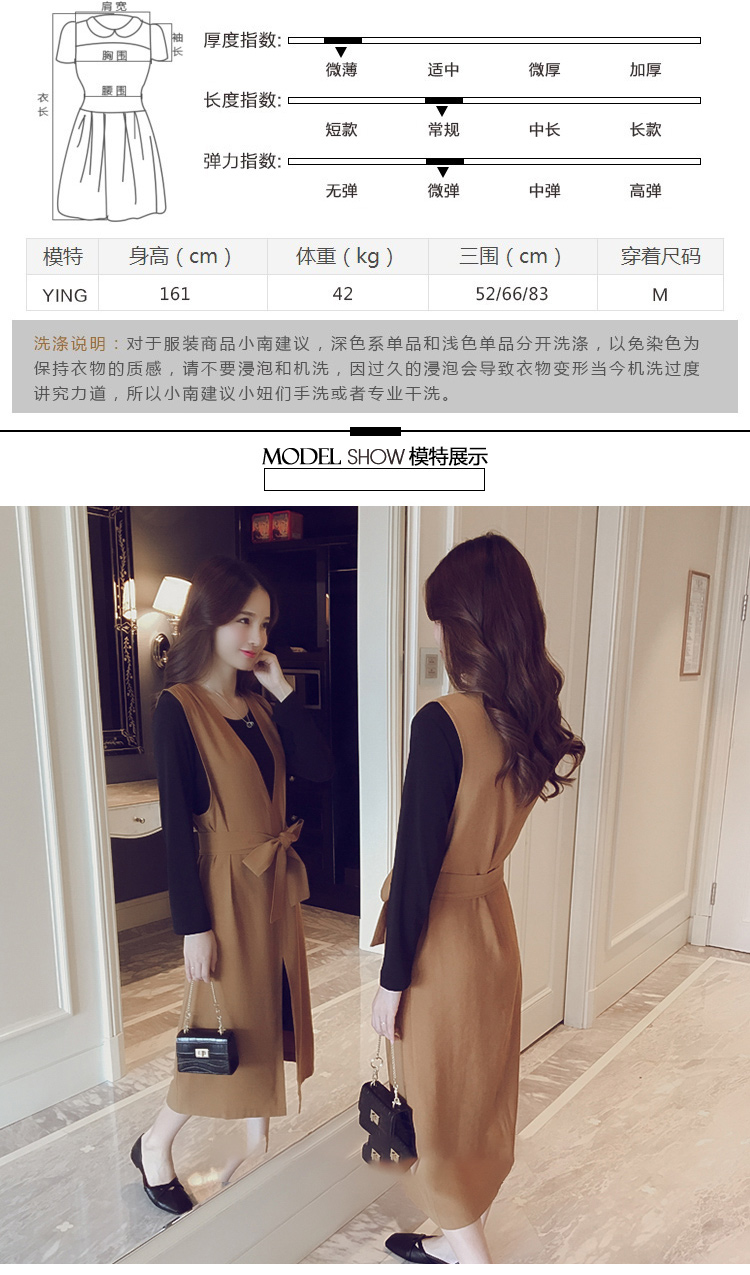 肩宽
袖长
胸围
腰围
衣长
厚度指数:
微薄 适中 微厚 加厚
长度指数:
短款 常规 中长 长款
弹力指数:
无弹 微弹 中弹 高弹
模特 身高(cm) 体重(kg) 三围(cm) 穿着尺码
YING 161 42 52/66/83 M
洗涤说明:对于服装商品小南建议,深色系单品和浅色单品分开洗涤,以免染色为
保持衣物的质感,请不要浸泡和机洗,因过久的浸泡会导致衣物变形当今机洗过度
讲究力道,所以小南建议小妞们手洗或者专业干洗。
MODEL SHOW 模特展示